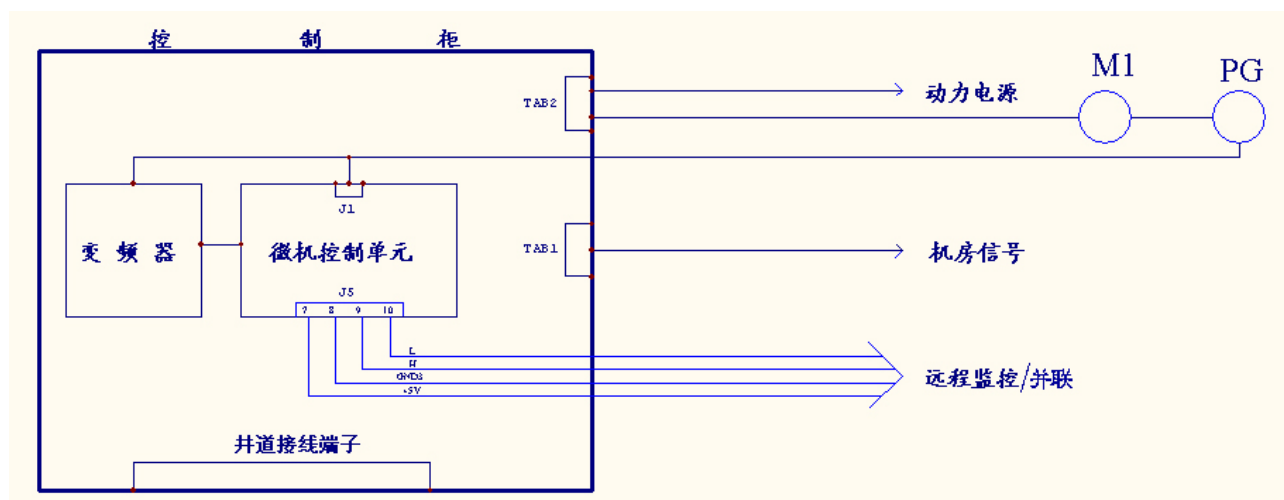 控制柜
M1
PG
TAB2
动力电源
J1
变频器
微机控制单元
TAB1
机房信号
J5
7 8 9 10
L
H
GND3
+5V
远程监控/并联
井道接线端子